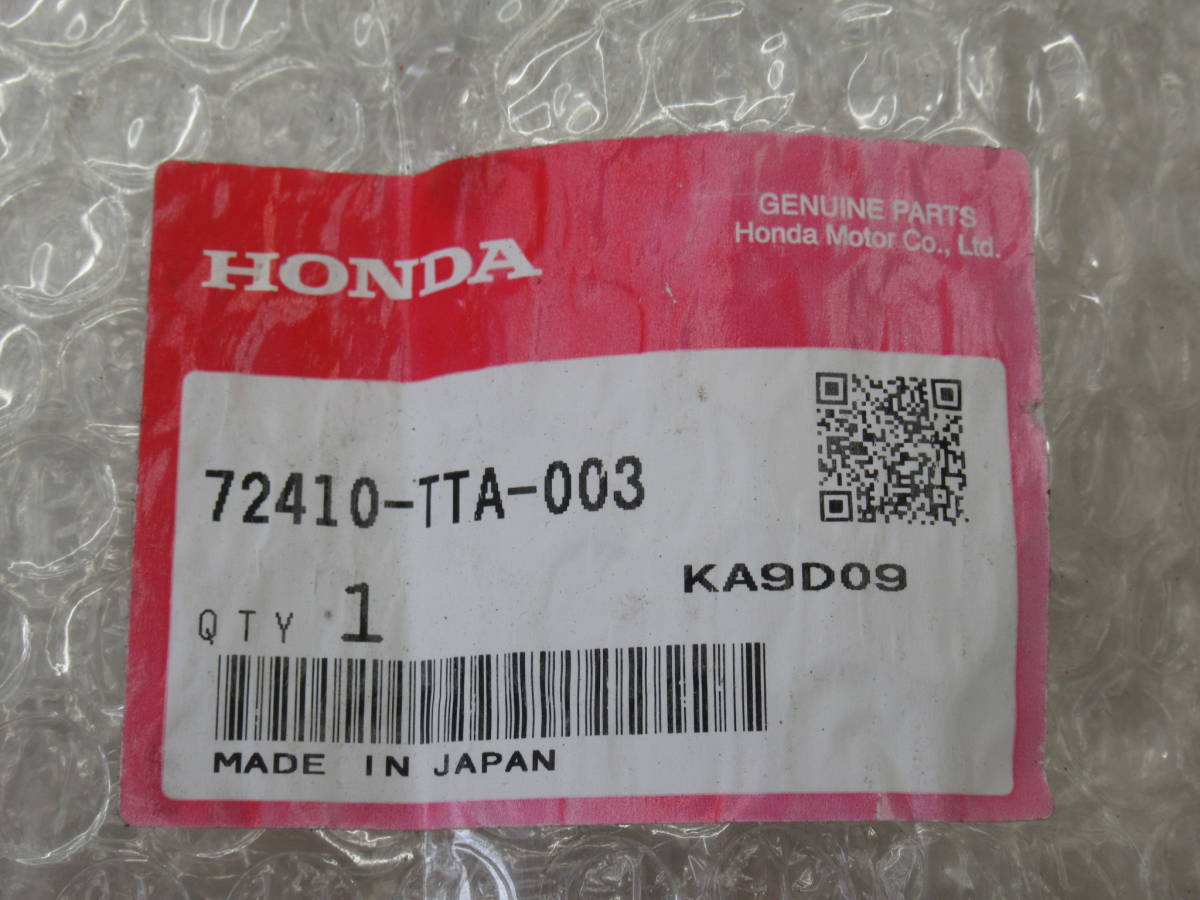 GENUINE PARTS
Honda Motor Co., Ltd.
HONDA
72410-TTA-003
KA9D09
QTY 1
MADE IN JAPAN